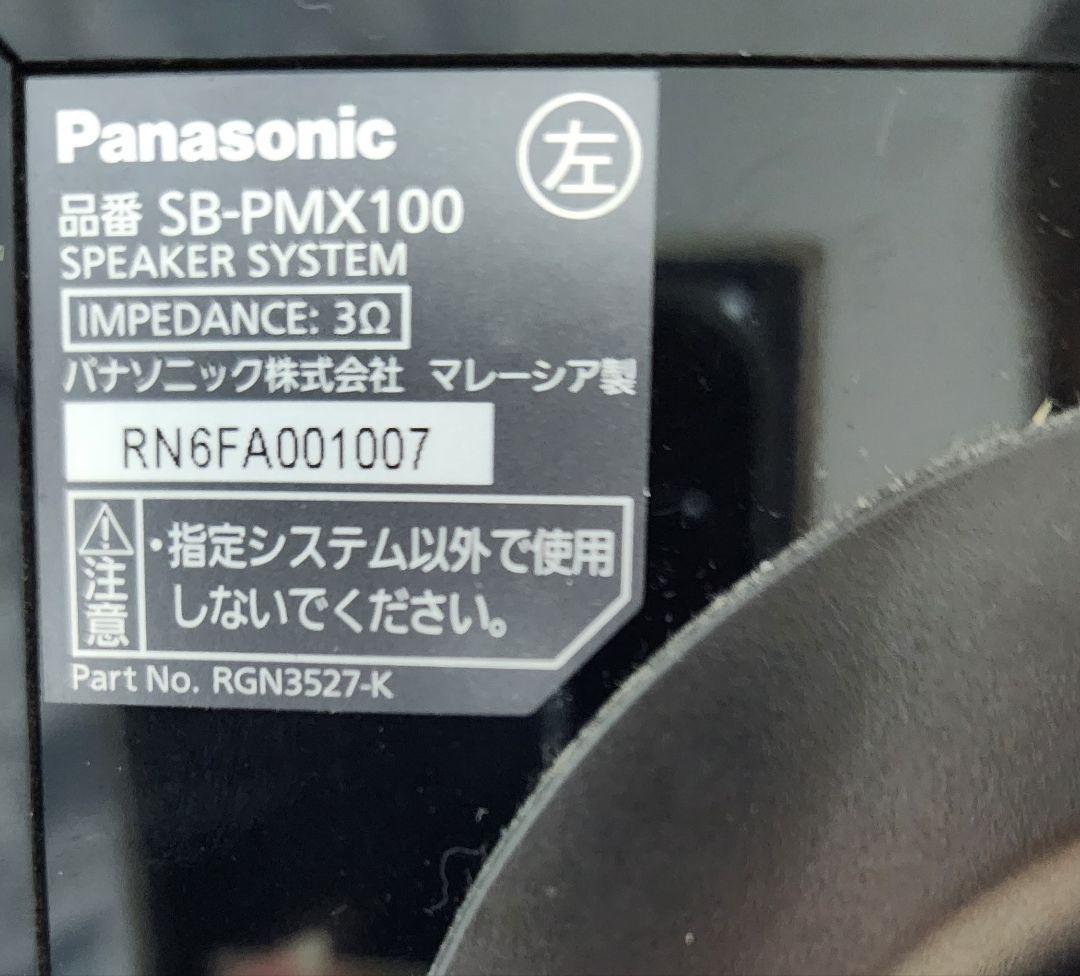 Panasonic
左
品番 SB-PMX100
SPEAKER SYSTEM
IMPEDANCE: 3Ω
パナソニック株式会社 マレーシア製
RN6FA001007
注意
・指定システム以外で使用
しないでください。
Part No. RGN3527-K